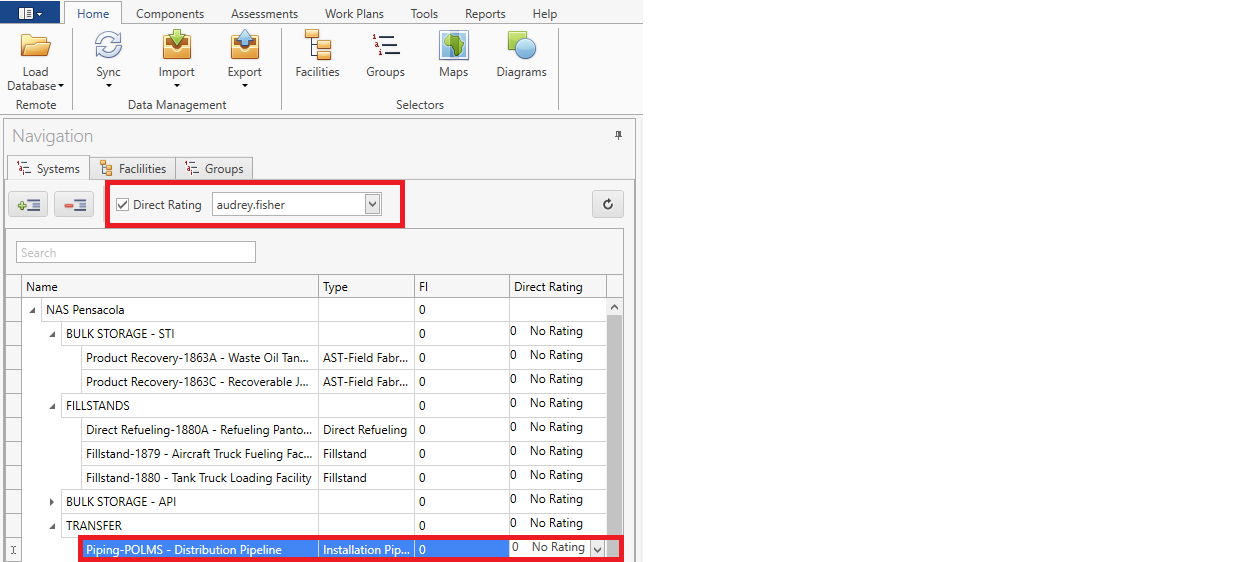 Home Components Assessments Work Plans Tools Reports Help
Load Database Sync Import Export Facilities Groups Maps Diagrams
Remote Data Management Selectors
Navigation
Systems Faclilities Groups
Direct Rating audrey.fisher
Search
Name Type FI Direct Rating
NAS Pensacola 0
BULK STORAGE - STI 0 0 No Rating
Product Recovery-1863A - Waste Oil Tan... AST-Field Fabr... 0 0 No Rating
Product Recovery-1863C - Recoverable J... AST-Field Fabr... 0 0 No Rating
FILLSTANDS 0 0 No Rating
Direct Refueling-1880A - Refueling Panto... Direct Refueling 0 0 No Rating
Fillstand-1879 - Aircraft Truck Fueling Fac... Fillstand 0 0 No Rating
Fillstand-1880 - Tank Truck Loading Facility Fillstand 0 0 No Rating
BULK STORAGE - API 0 0 No Rating
TRANSFER 0 0 No Rating
Piping-POLMS - Distribution Pipeline Installation Pip... 0 0 No Rating